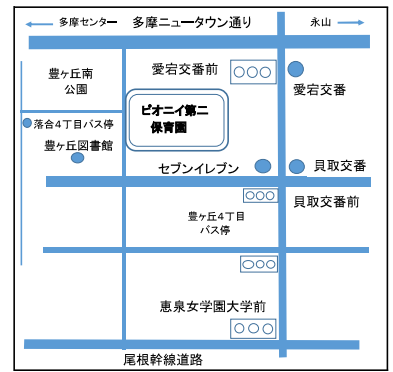 多摩センター
多摩ニュータウン通り
永山
愛宕交番前
愛宕交番
豊ヶ丘南
公園
ピオニイ第二
保育園
落合4丁目バス停
豊ヶ丘図書館
セブンイレブン
貝取交番
貝取交番前
豊ヶ丘4丁目
バス停
恵泉女学園大学前
尾根幹線道路